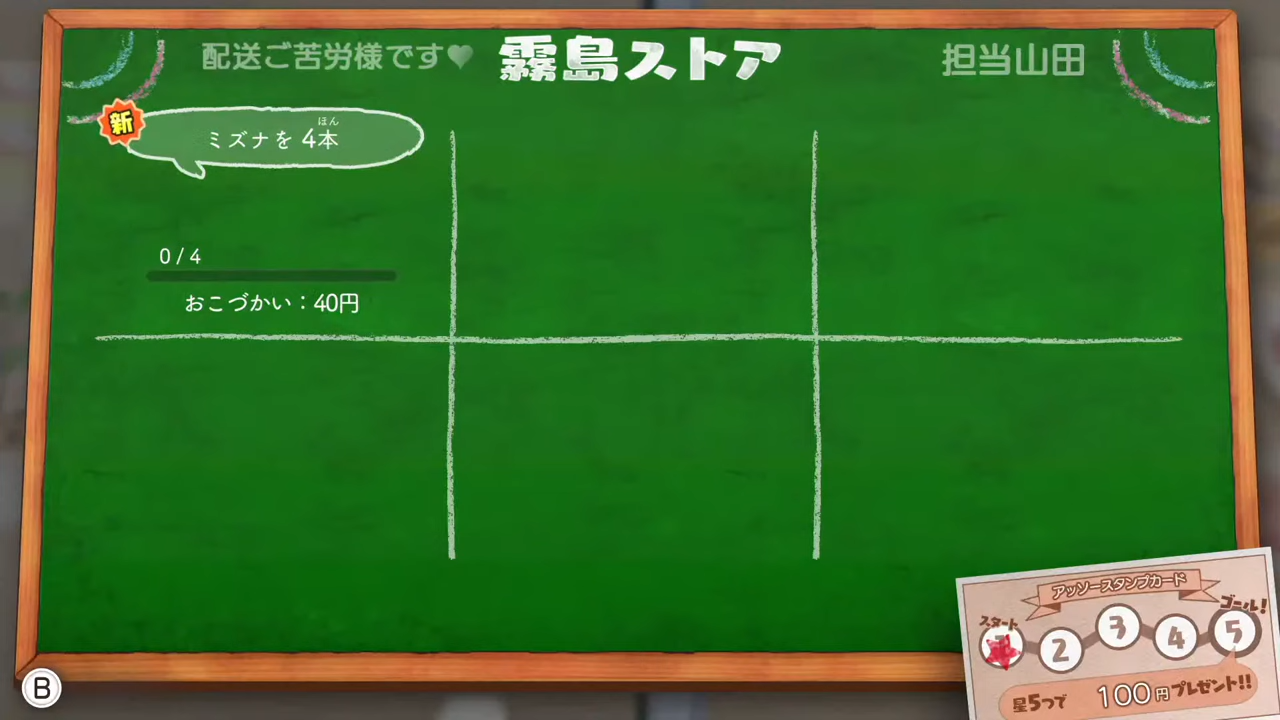 配送ご苦労様です♥ 霧島ストア 担当山田
新
ミズナを 4本
ほん
0 / 4
おこづかい：40円
アッソースタンプカード
スタート
ゴール！
2 3 4 5
星5つで 100円プレゼント!!
B